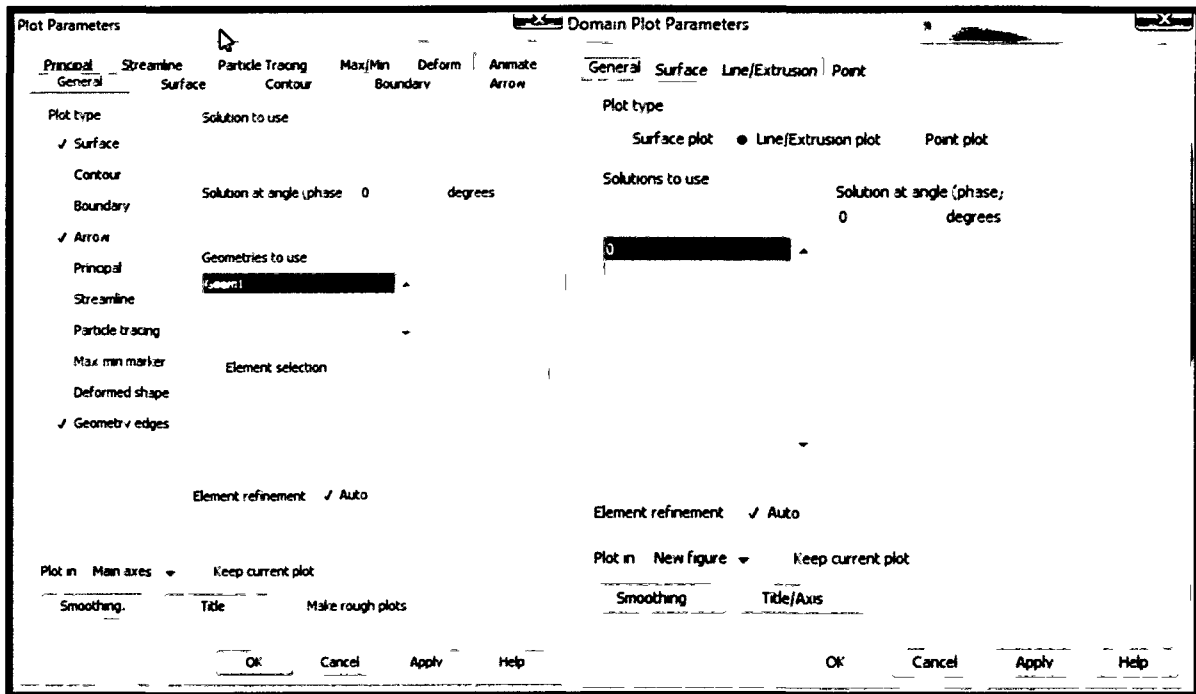 Plot Parameters
Principal Streamline Particle Tracing Max/Min Deform Animate
General Surface Contour Boundary Arrow
Plot type
Solution to use
✓ Surface
Contour
Solution at angle (phase 0 degrees
Boundary
✓ Arrow
Geometries to use
Principal
Geom1
Streamline
Particle tracing
Max min marker
Element selection
Deformed shape
✓ Geometry edges
Element refinement ✓ Auto
Plot in Main axes Keep current plot
Smoothing. Title Make rough plots
OK Cancel Apply Help
Domain Plot Parameters
General Surface Line/Extrusion Point
Plot type
Surface plot ● Line/Extrusion plot Point plot
Solutions to use
Solution at angle (phase;
0 degrees
0
Element refinement ✓ Auto
Plot in New figure Keep current plot
Smoothing Title/Axis
OK Cancel Apply Help